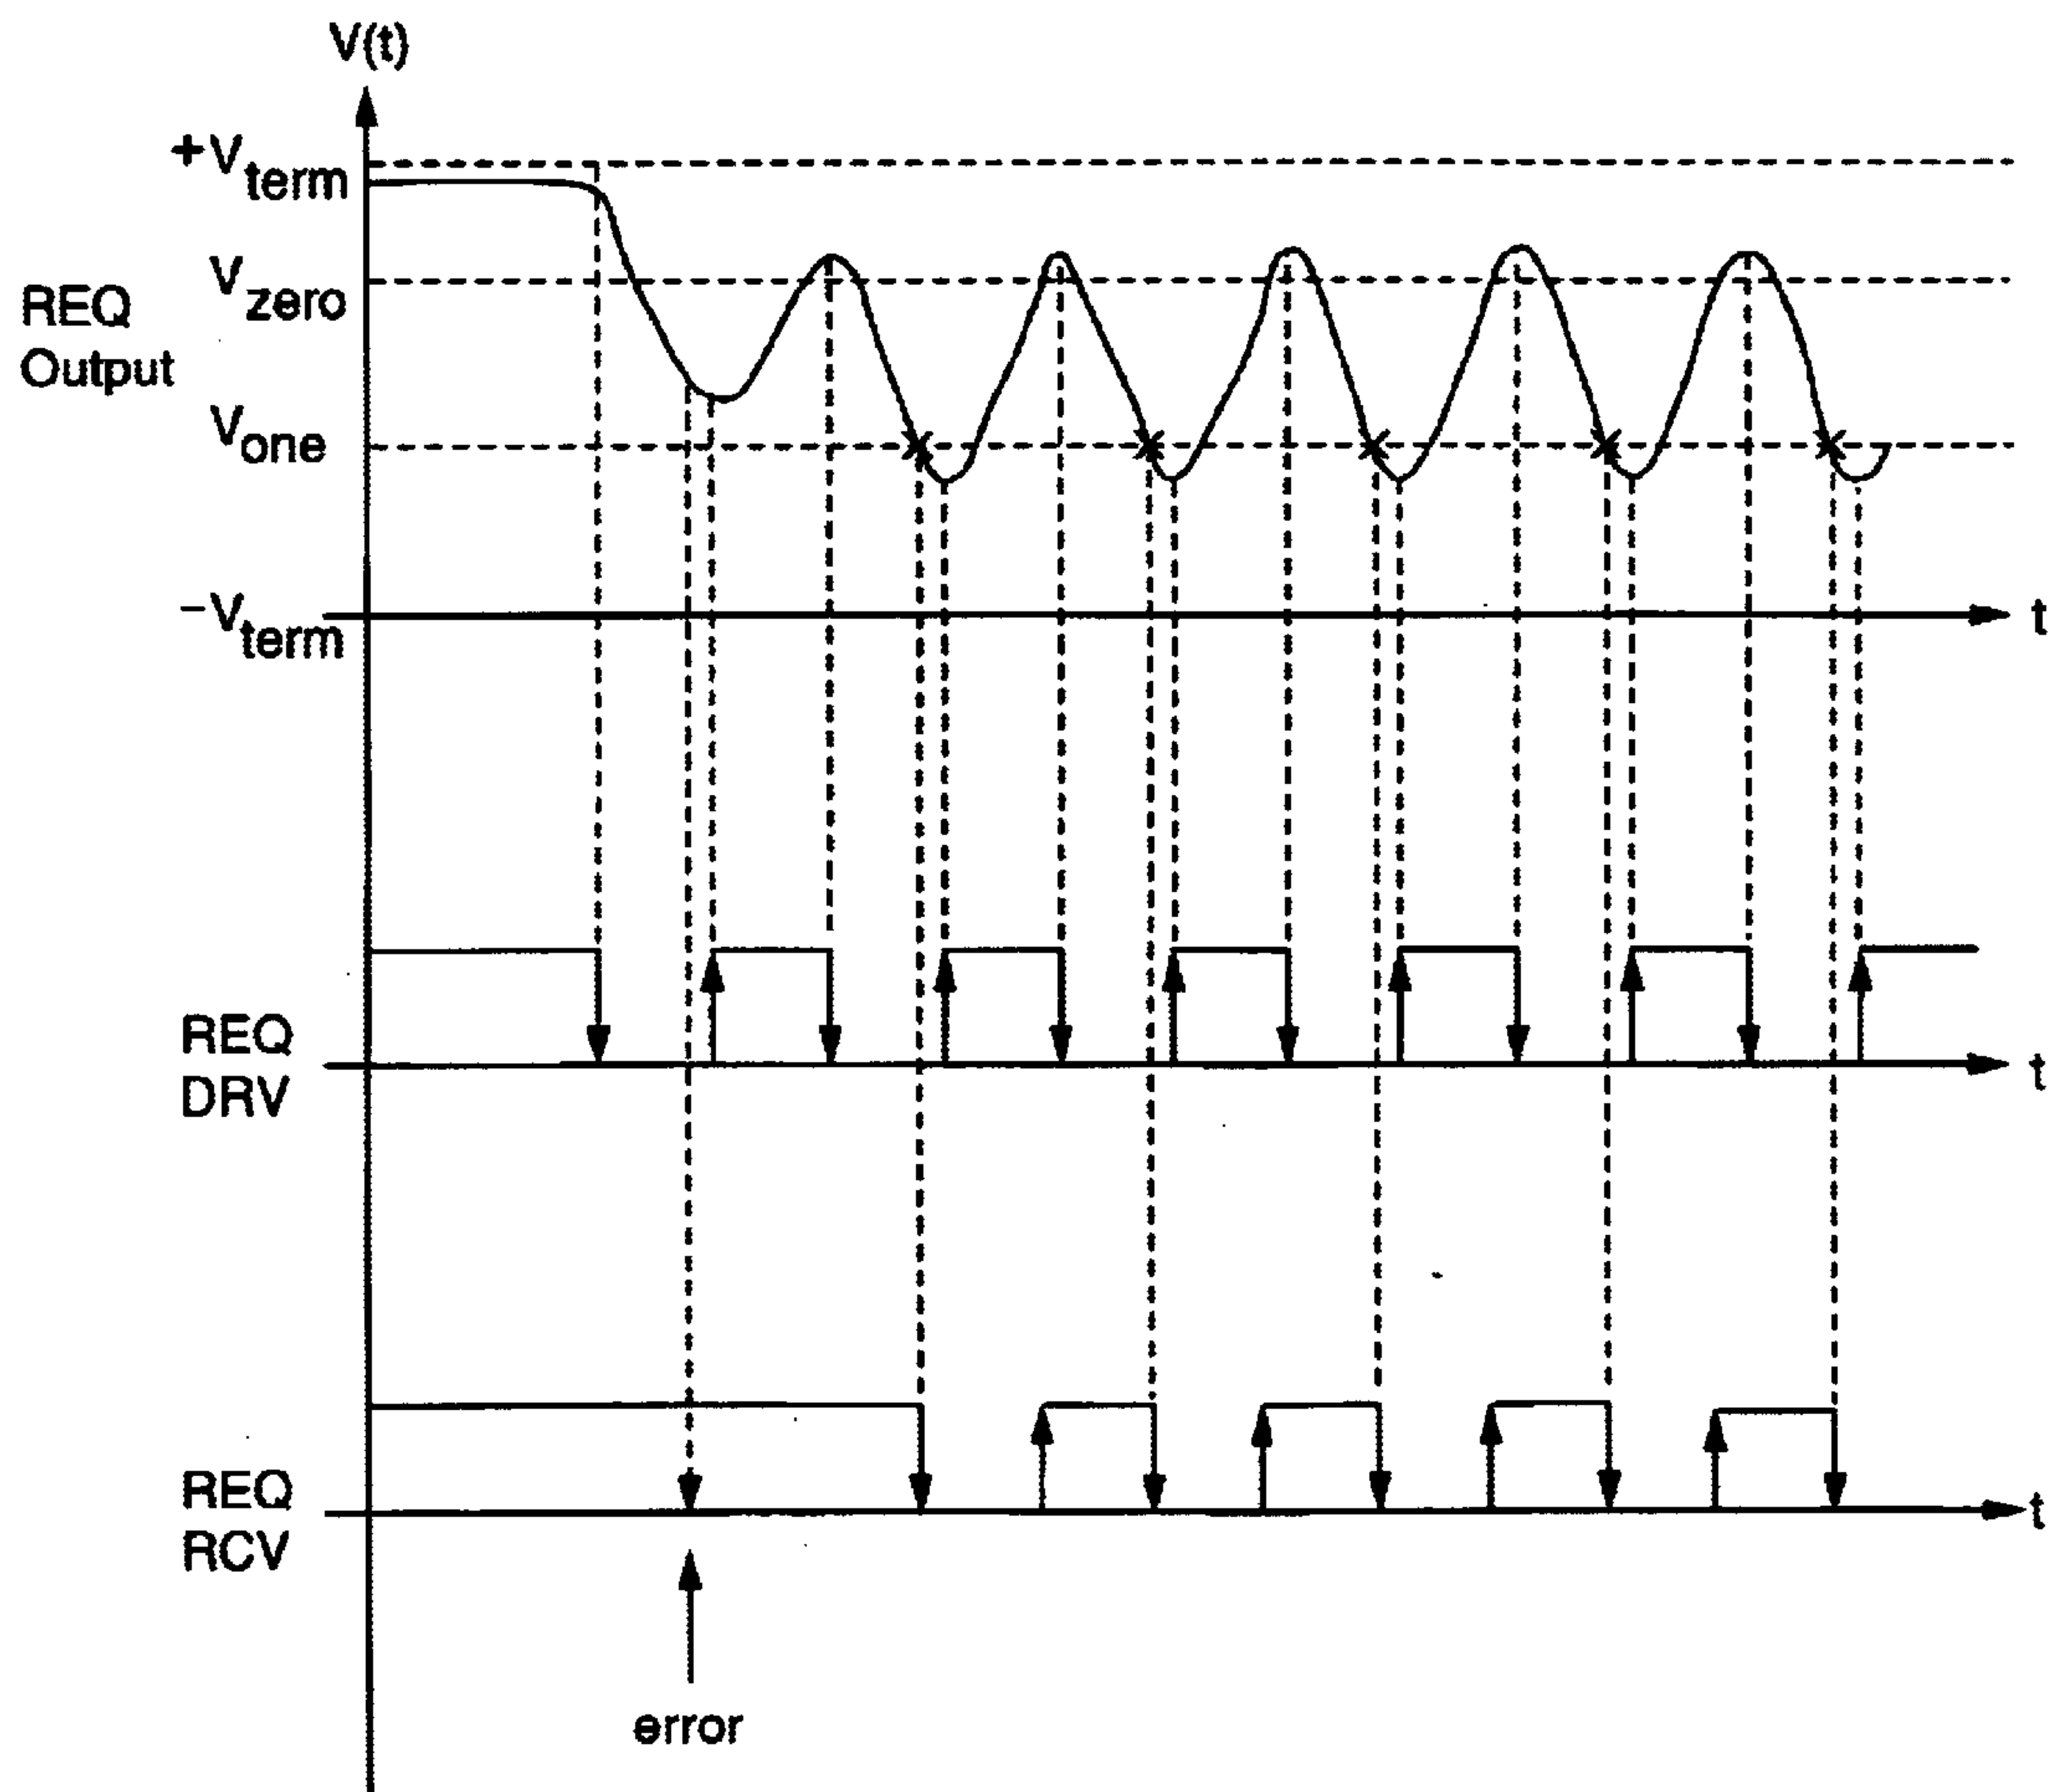 V(t)
+Vterm
Vzero
REQ
Output
Vone
-Vterm
t
REQ
DRV
t
REQ
RCV
t
error